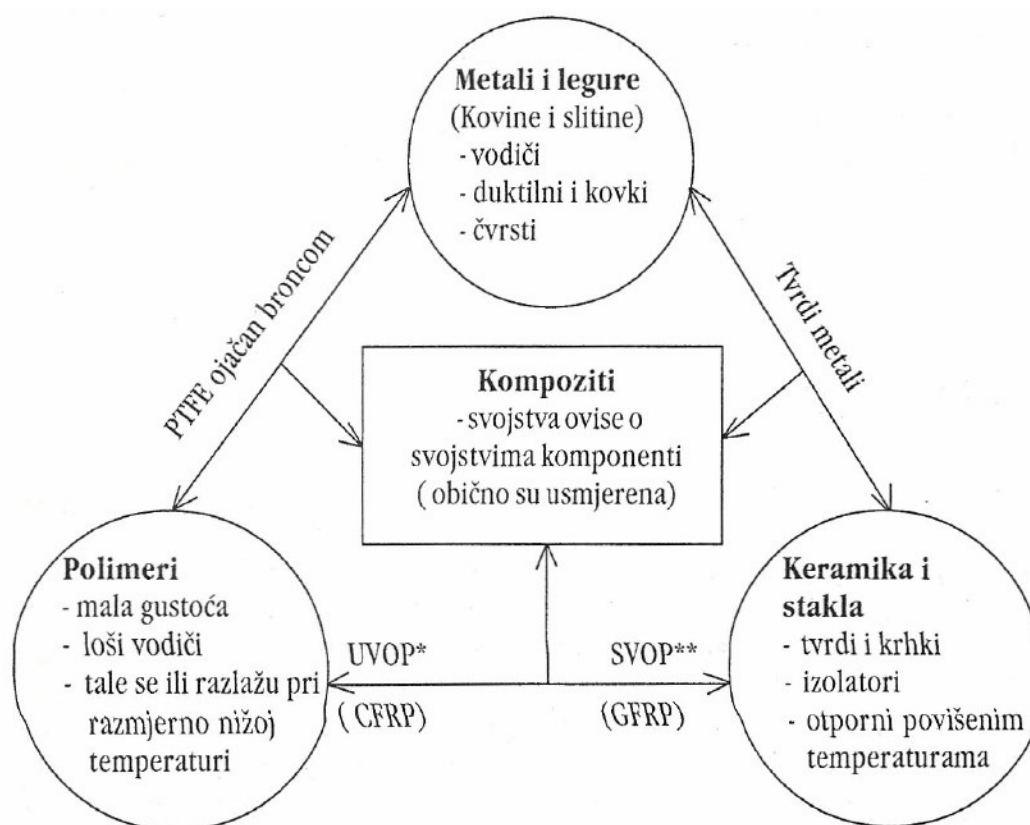 Metali i legure
(Kovine i slitine)
- vodiči
- duktilni i kovki
- čvrsti
PTFE ojačan broncom
Tvrdi metali
Kompoziti
- svojstva ovise o
svojstvima komponenti
( obično su usmjerena)
Polimeri
- mala gustoća
- loši vodiči
- tale se ili razlažu pri
razmjerno nižoj
temperaturi
UVOP*
( CFRP)
SVOP**
(GFRP)
Keramika i
stakla
- tvrdi i krhki
- izolatori
- otporni povišenim
temperaturama